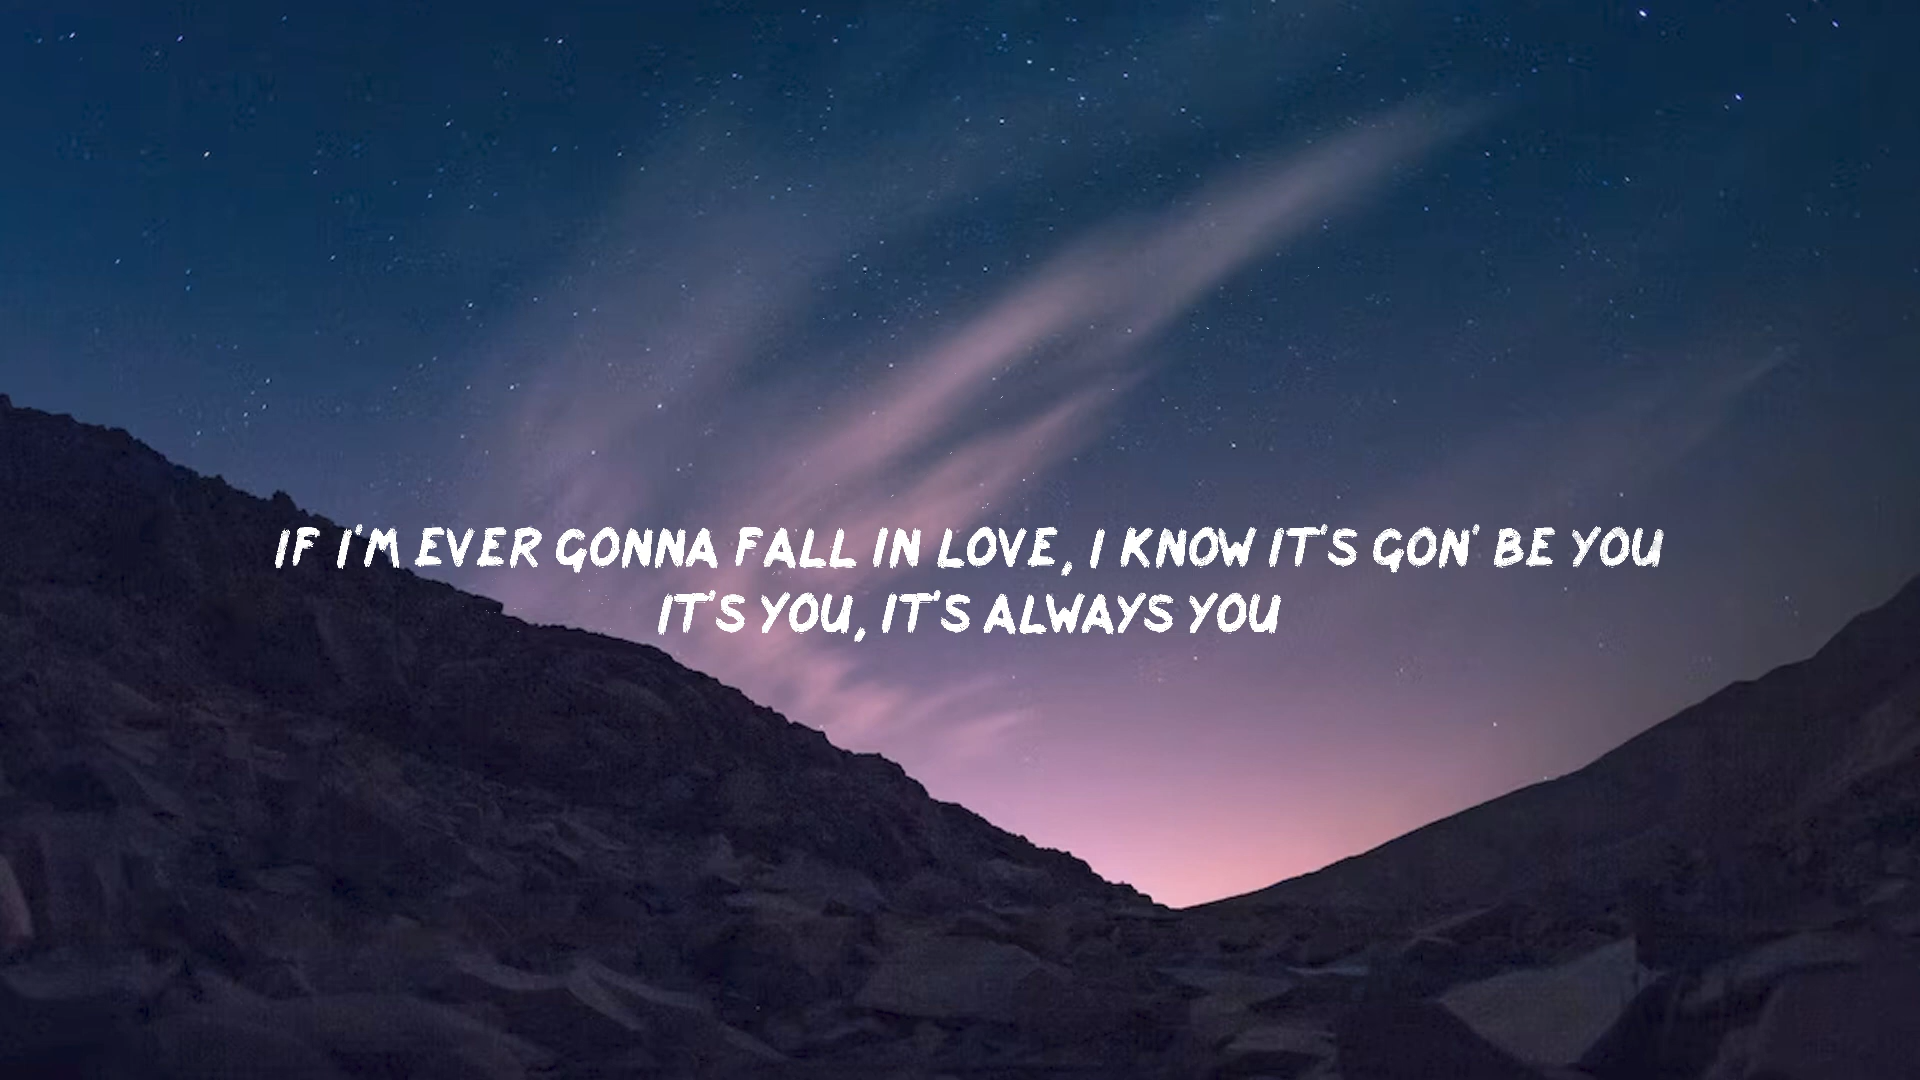 IF I'M EVER GONNA FALL IN LOVE, I KNOW IT'S GON' BE YOU
IT'S YOU, IT'S ALWAYS YOU